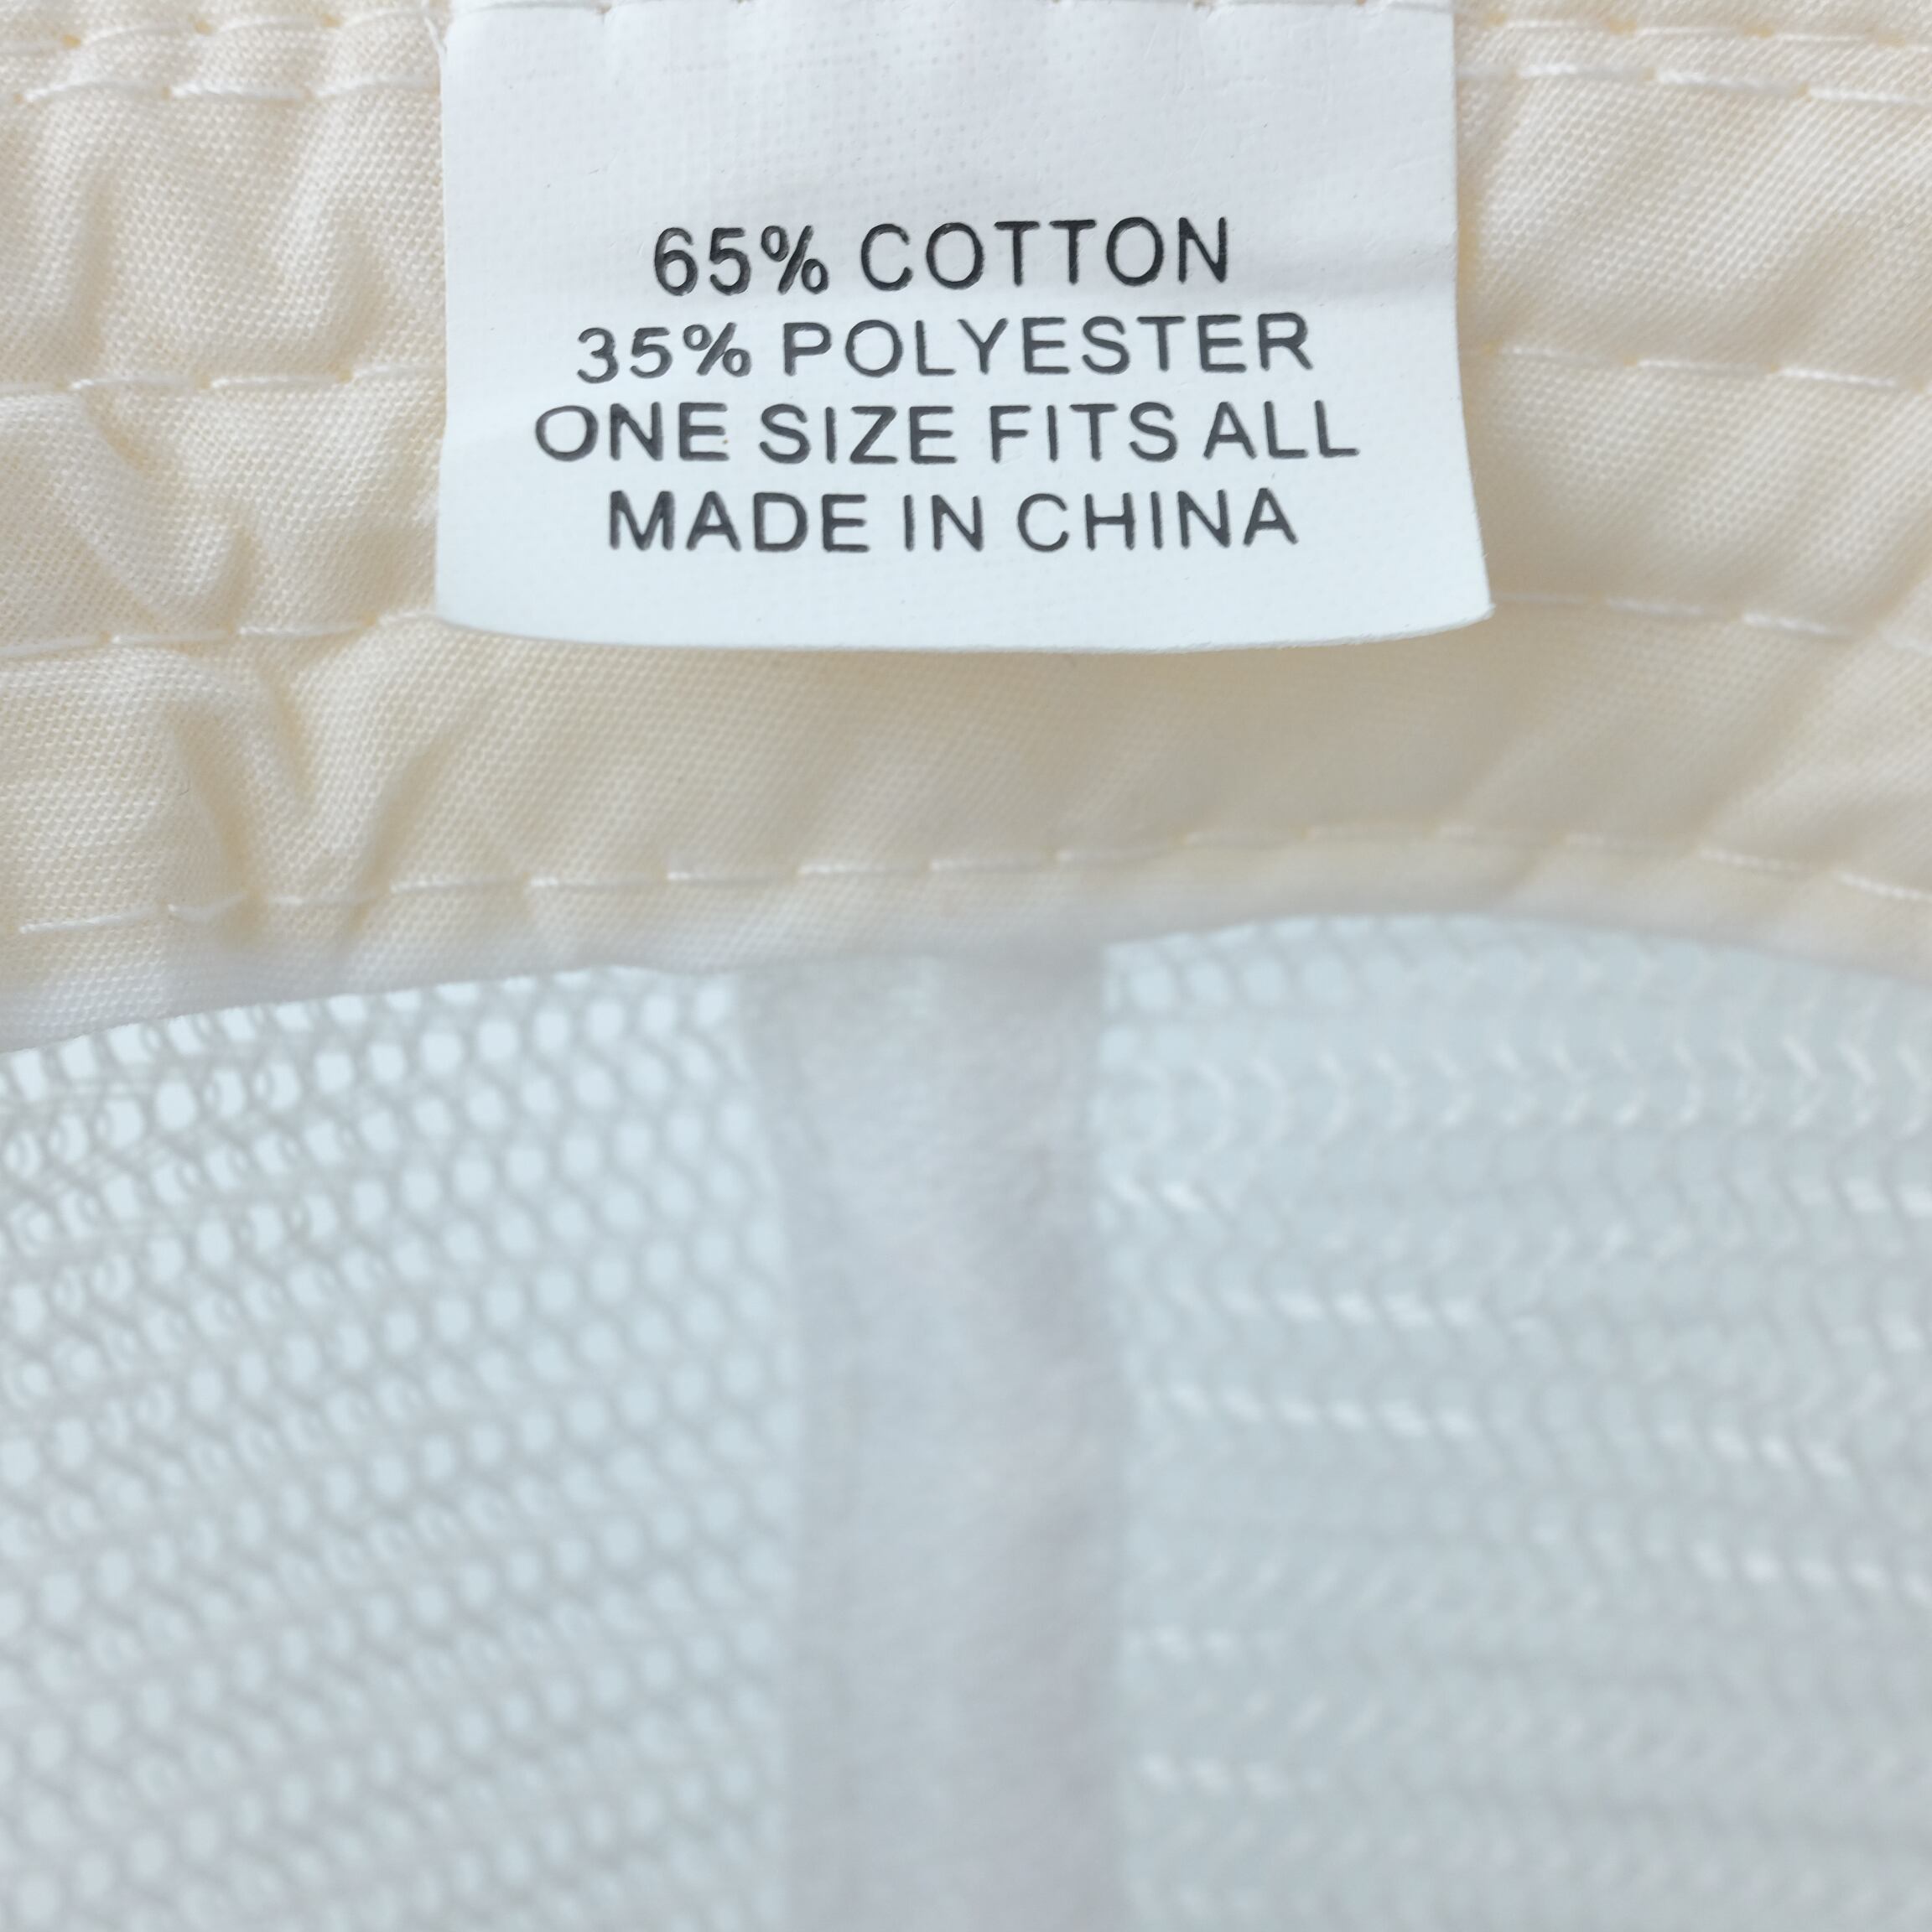 65% COTTON
35% POLYESTER
ONE SIZE FITS ALL
MADE IN CHINA